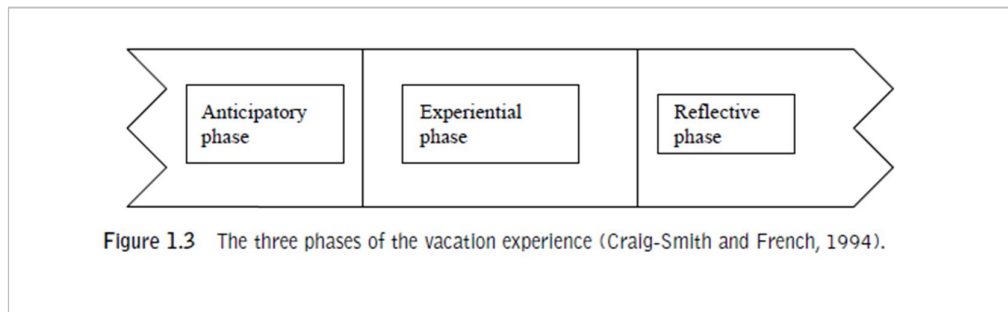 Anticipatory
phase
Experiential
phase
Reflective
phase
Figure 1.3 The three phases of the vacation experience (Craig-Smith and French, 1994).